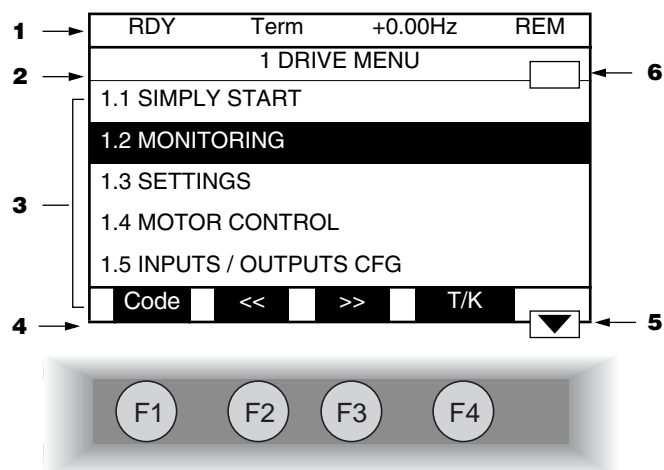 1 RDY Term +0.00Hz REM
2 1 DRIVE MENU 6
1.1 SIMPLY START
1.2 MONITORING
3 1.3 SETTINGS
1.4 MOTOR CONTROL
1.5 INPUTS / OUTPUTS CFG
Code << >> T/K
4 5
F1 F2 F3 F4